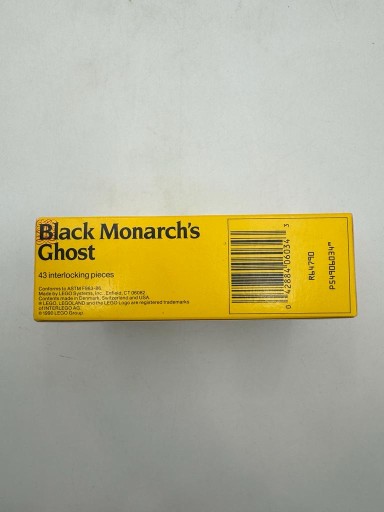 Black Monarch's
Ghost
43 interlocking pieces
Conforms to ASTM F963-86.
Made by LEGO Systems, Inc., Enfield, CT 06082
Contents made in Denmark, Switzerland and USA.
® LEGO, LEGOLAND and the LEGO Logo are registered trademarks
of INTERLEGO AG.
© 1990 LEGO Group
0 42884 06034 3